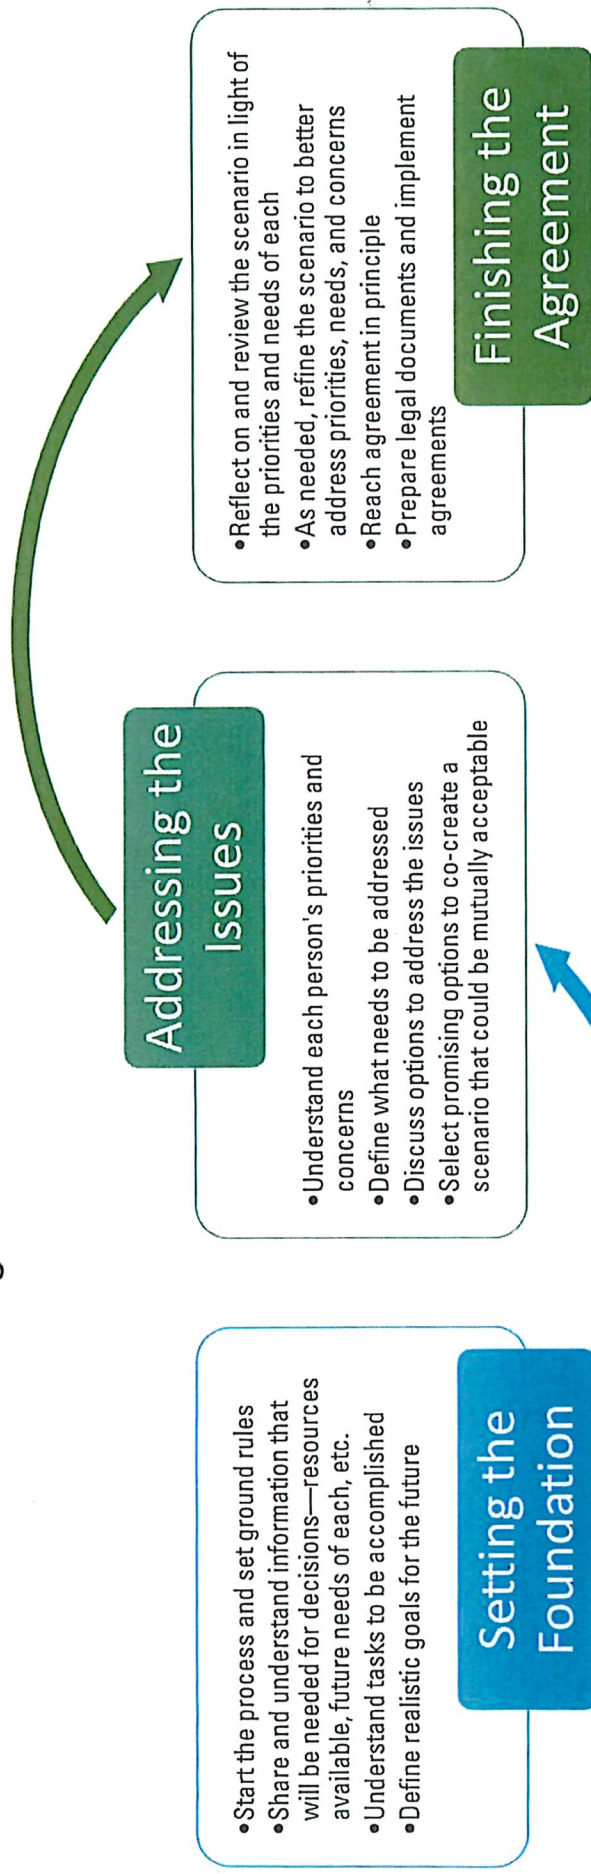 •Start the process and set ground rules
•Share and understand information that
will be needed for decisions—resources
available, future needs of each, etc.
•Understand tasks to be accomplished
•Define realistic goals for the future
Setting the
Foundation
Addressing the
Issues
•Understand each person's priorities and
concerns
•Define what needs to be addressed
•Discuss options to address the issues
•Select promising options to co-create a
scenario that could be mutually acceptable
•Reflect on and review the scenario in light of
the priorities and needs of each
•As needed, refine the scenario to better
address priorities, needs, and concerns
•Reach agreement in principle
•Prepare legal documents and implement
agreements
Finishing the
Agreement